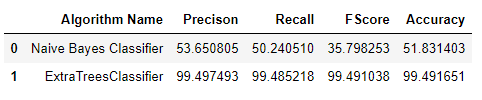 Algorithm Name Precison Recall FScore Accuracy
0 Naive Bayes Classifier 53.650805 50.240510 35.798253 51.831403
1 ExtraTreesClassifier 99.497493 99.485218 99.491038 99.491651